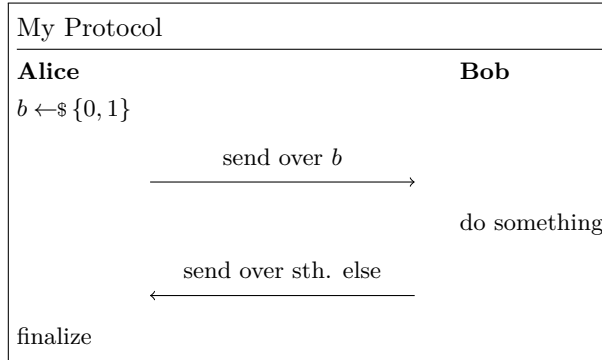 My Protocol
Alice Bob
b ←$ {0, 1}
send over b
do something
send over sth. else
finalize